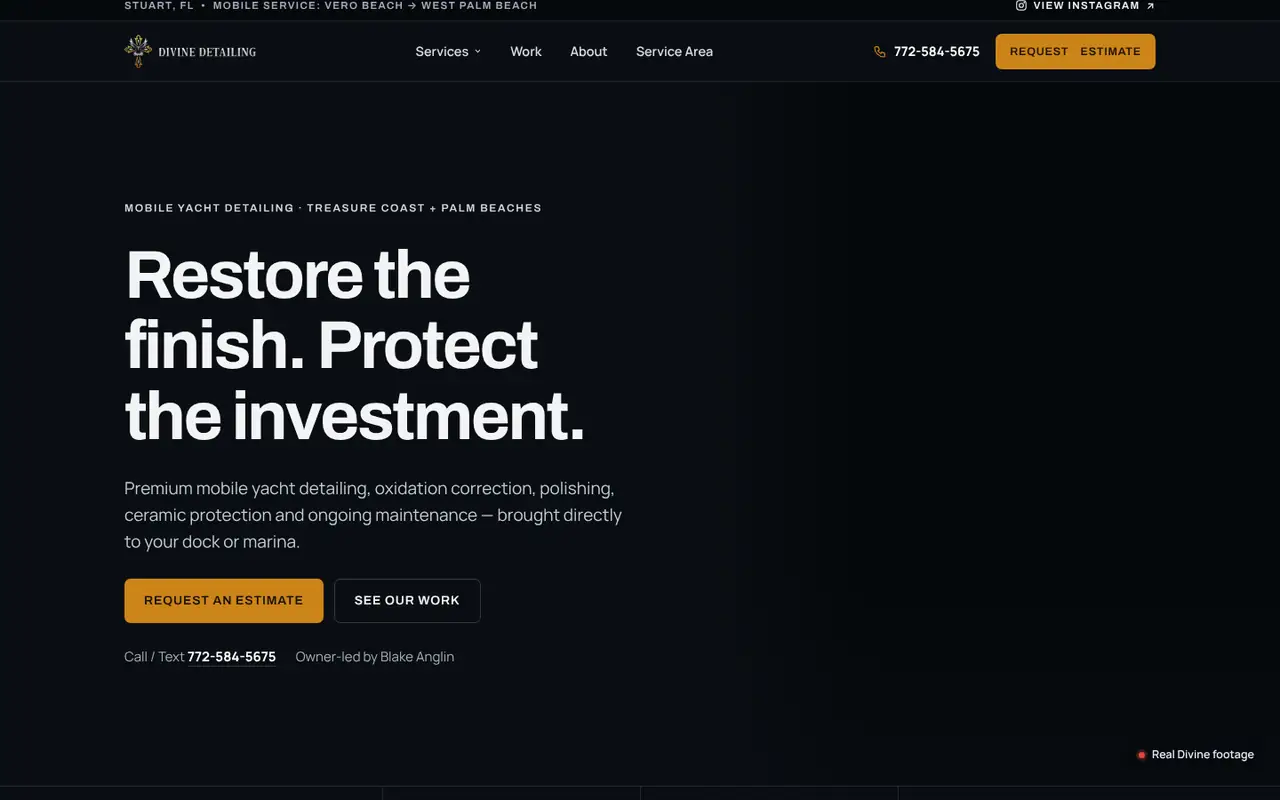 STUART, FL • MOBILE SERVICE: VERO BEACH → WEST PALM BEACH
VIEW INSTAGRAM ↗
DIVINE DETAILING
Services
Work
About
Service Area
772-584-5675
REQUEST ESTIMATE
MOBILE YACHT DETAILING · TREASURE COAST + PALM BEACHES
Restore the
finish. Protect
the investment.
Premium mobile yacht detailing, oxidation correction, polishing,
ceramic protection and ongoing maintenance — brought directly
to your dock or marina.
REQUEST AN ESTIMATE
SEE OUR WORK
Call / Text 772-584-5675
Owner-led by Blake Anglin
Real Divine footage